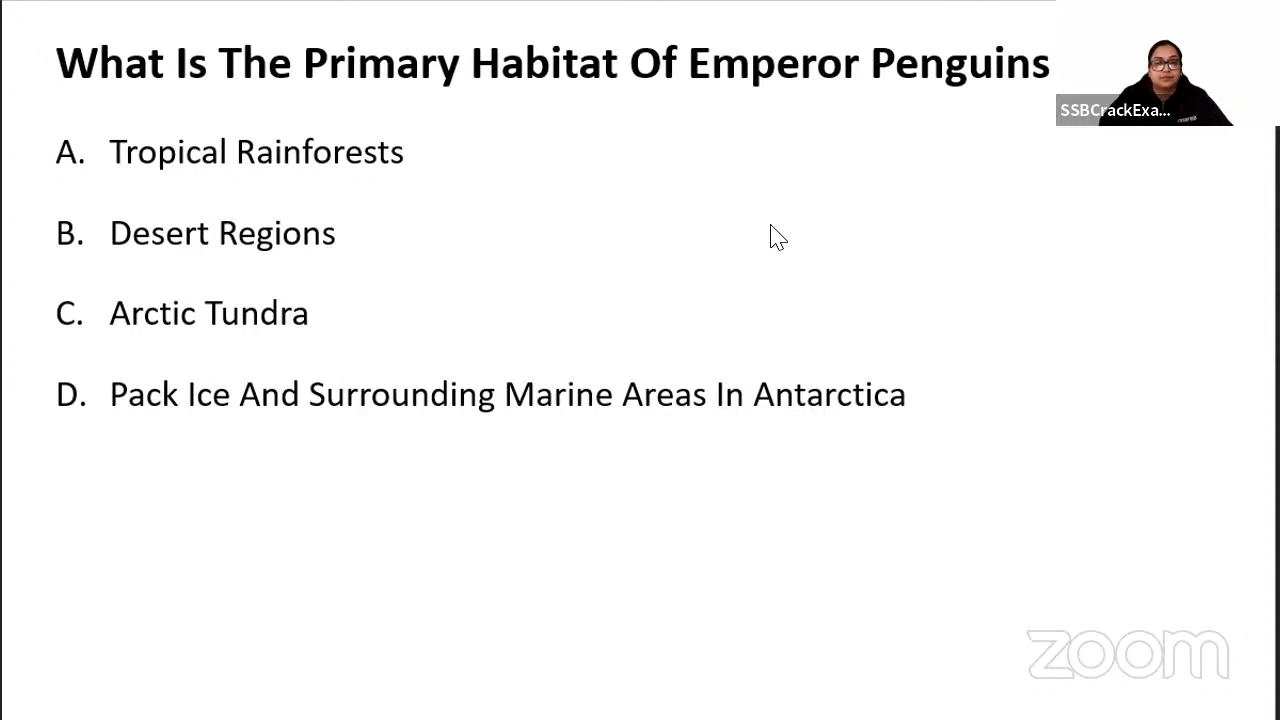 What Is The Primary Habitat Of Emperor Penguins
SSBCrackExa...
A. Tropical Rainforests
B. Desert Regions
C. Arctic Tundra
D. Pack Ice And Surrounding Marine Areas In Antarctica
zoom